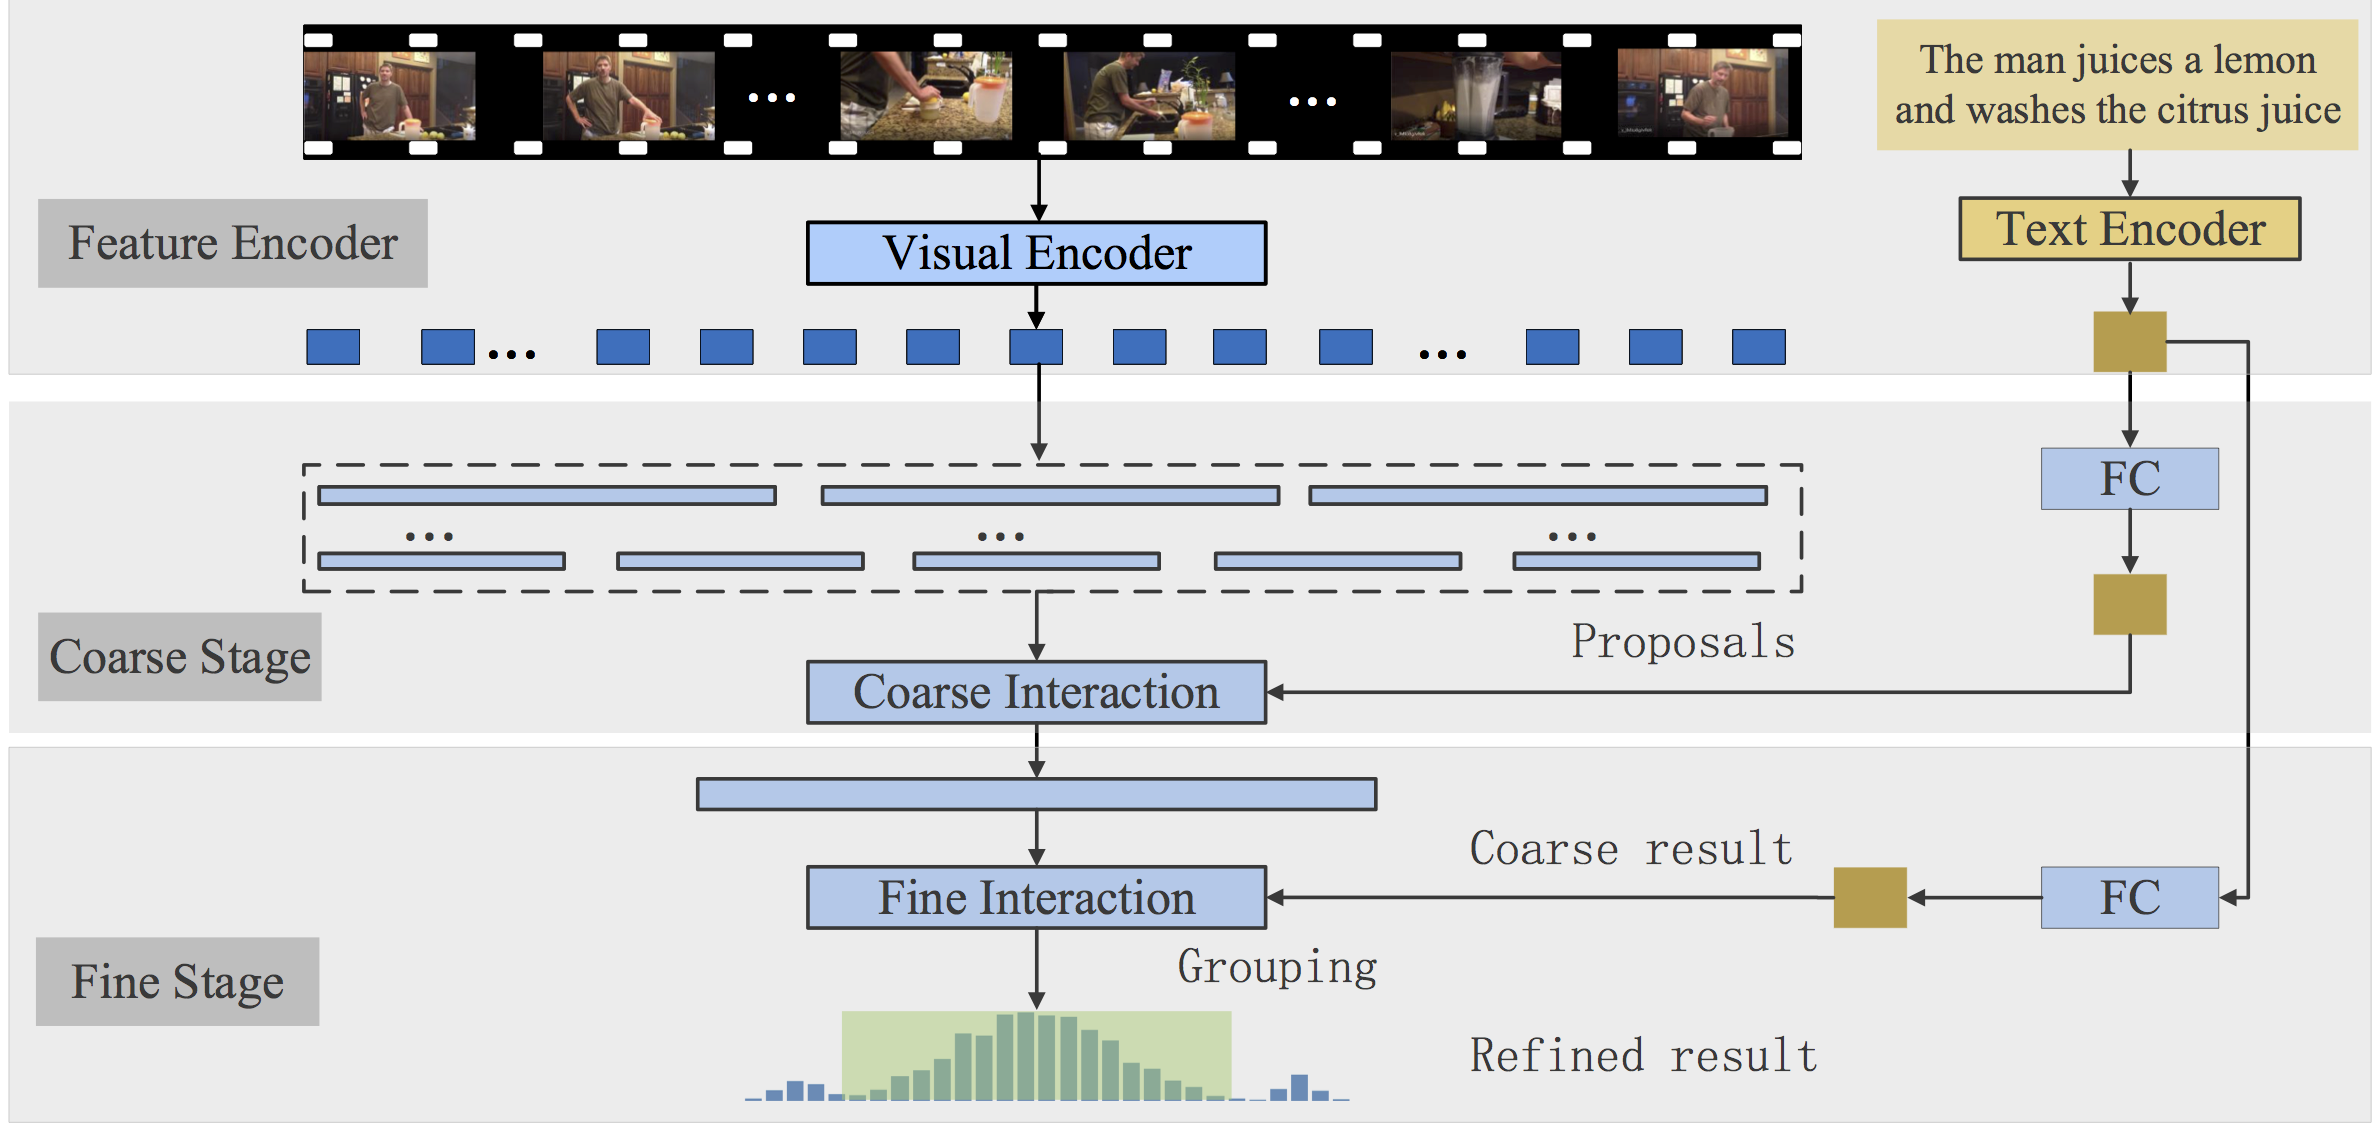 The man juices a lemon
and washes the citrus juice
Feature Encoder
Visual Encoder
Text Encoder
FC
Coarse Stage
Proposals
Coarse Interaction
Coarse result
Fine Interaction
FC
Grouping
Fine Stage
Refined result